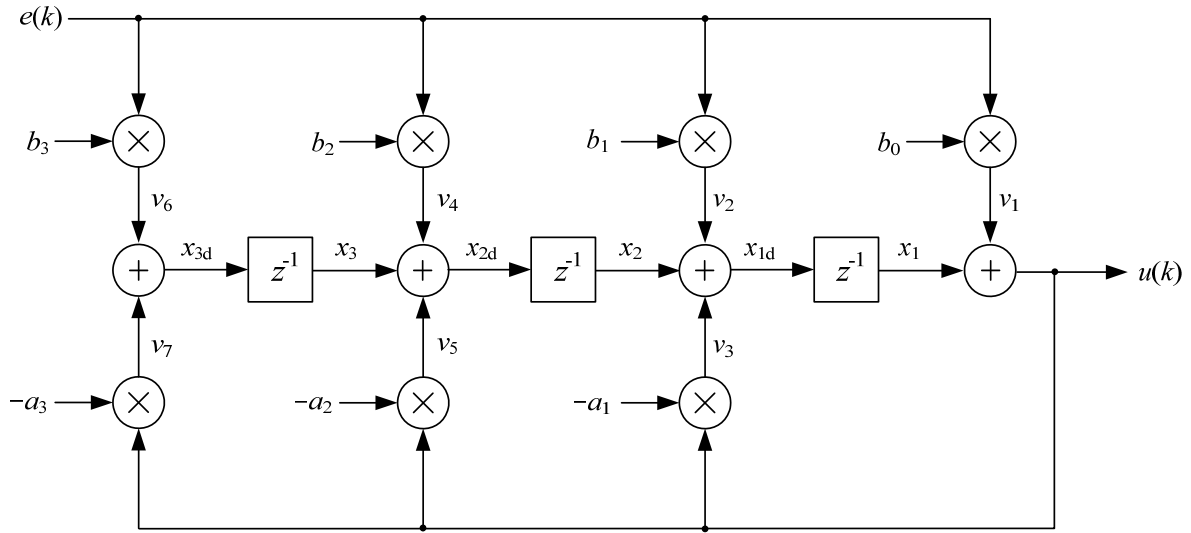 e(k)
b₃
b₂
b₁
b₀
v₆
v₄
v₂
v₁
x₃d
z⁻¹
x₃
x₂d
z⁻¹
x₂
x₁d
z⁻¹
x₁
u(k)
v₇
v₅
v₃
−a₃
−a₂
−a₁